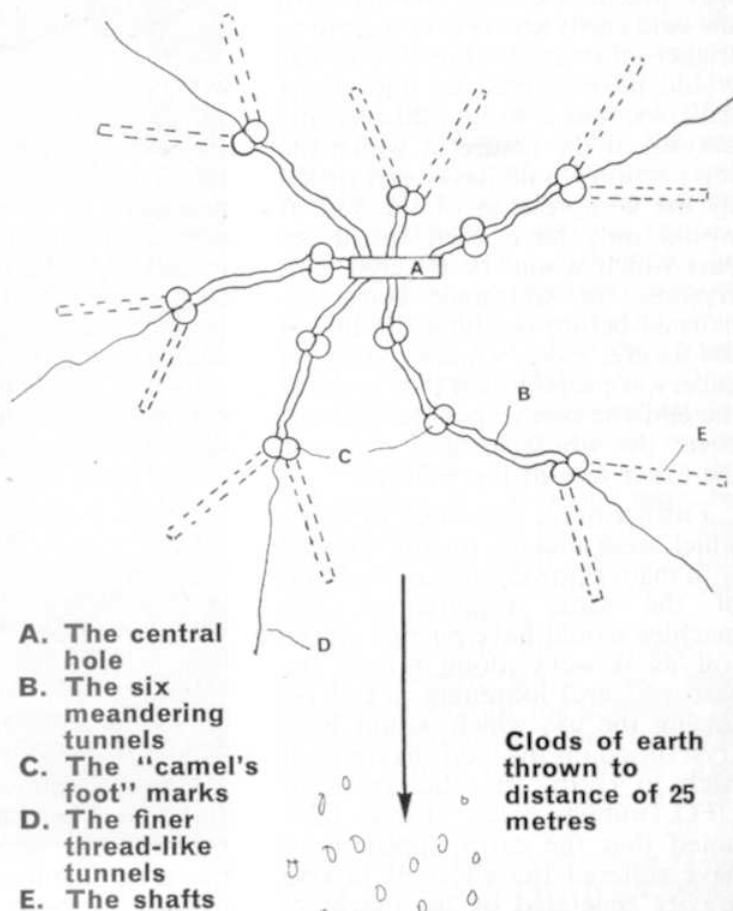 A
B
E
C
D
A. The central
hole
B. The six
meandering
tunnels
C. The "camel's
foot" marks
D. The finer
thread-like
tunnels
E. The shafts
Clods of earth
thrown to
distance of 25
metres